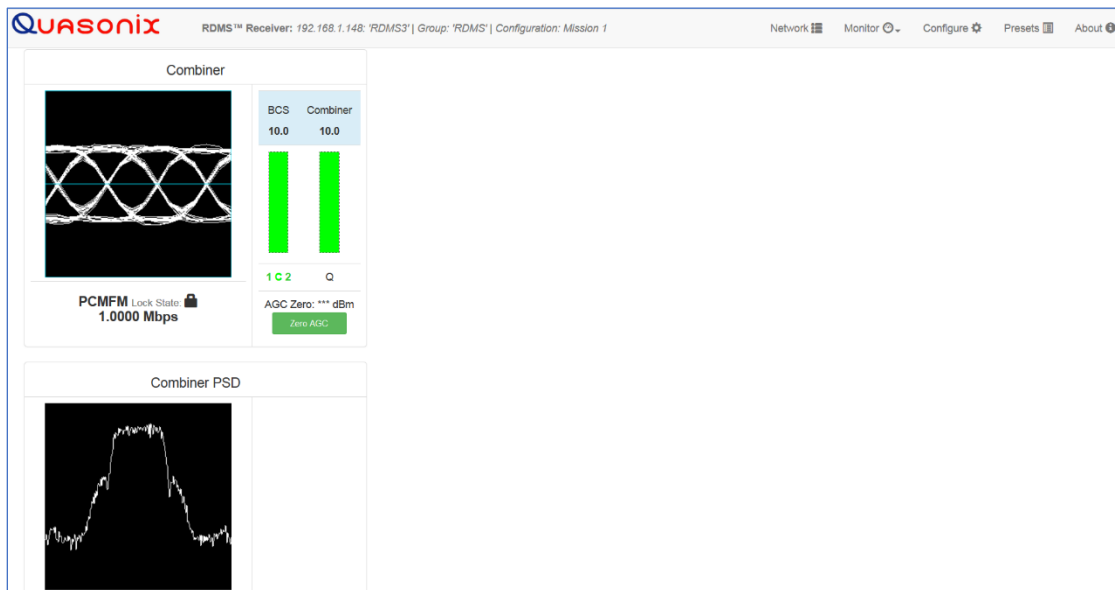 QUASONIX
RDMS™ Receiver: 192.168.1.148: 'RDMS3' | Group: 'RDMS' | Configuration: Mission 1
Network
Monitor
Configure
Presets
About
Combiner
BCS Combiner
10.0 10.0
1 C 2 Q
PCMFM Lock State:
1.0000 Mbps
AGC Zero: *** dBm
Zero AGC
Combiner PSD